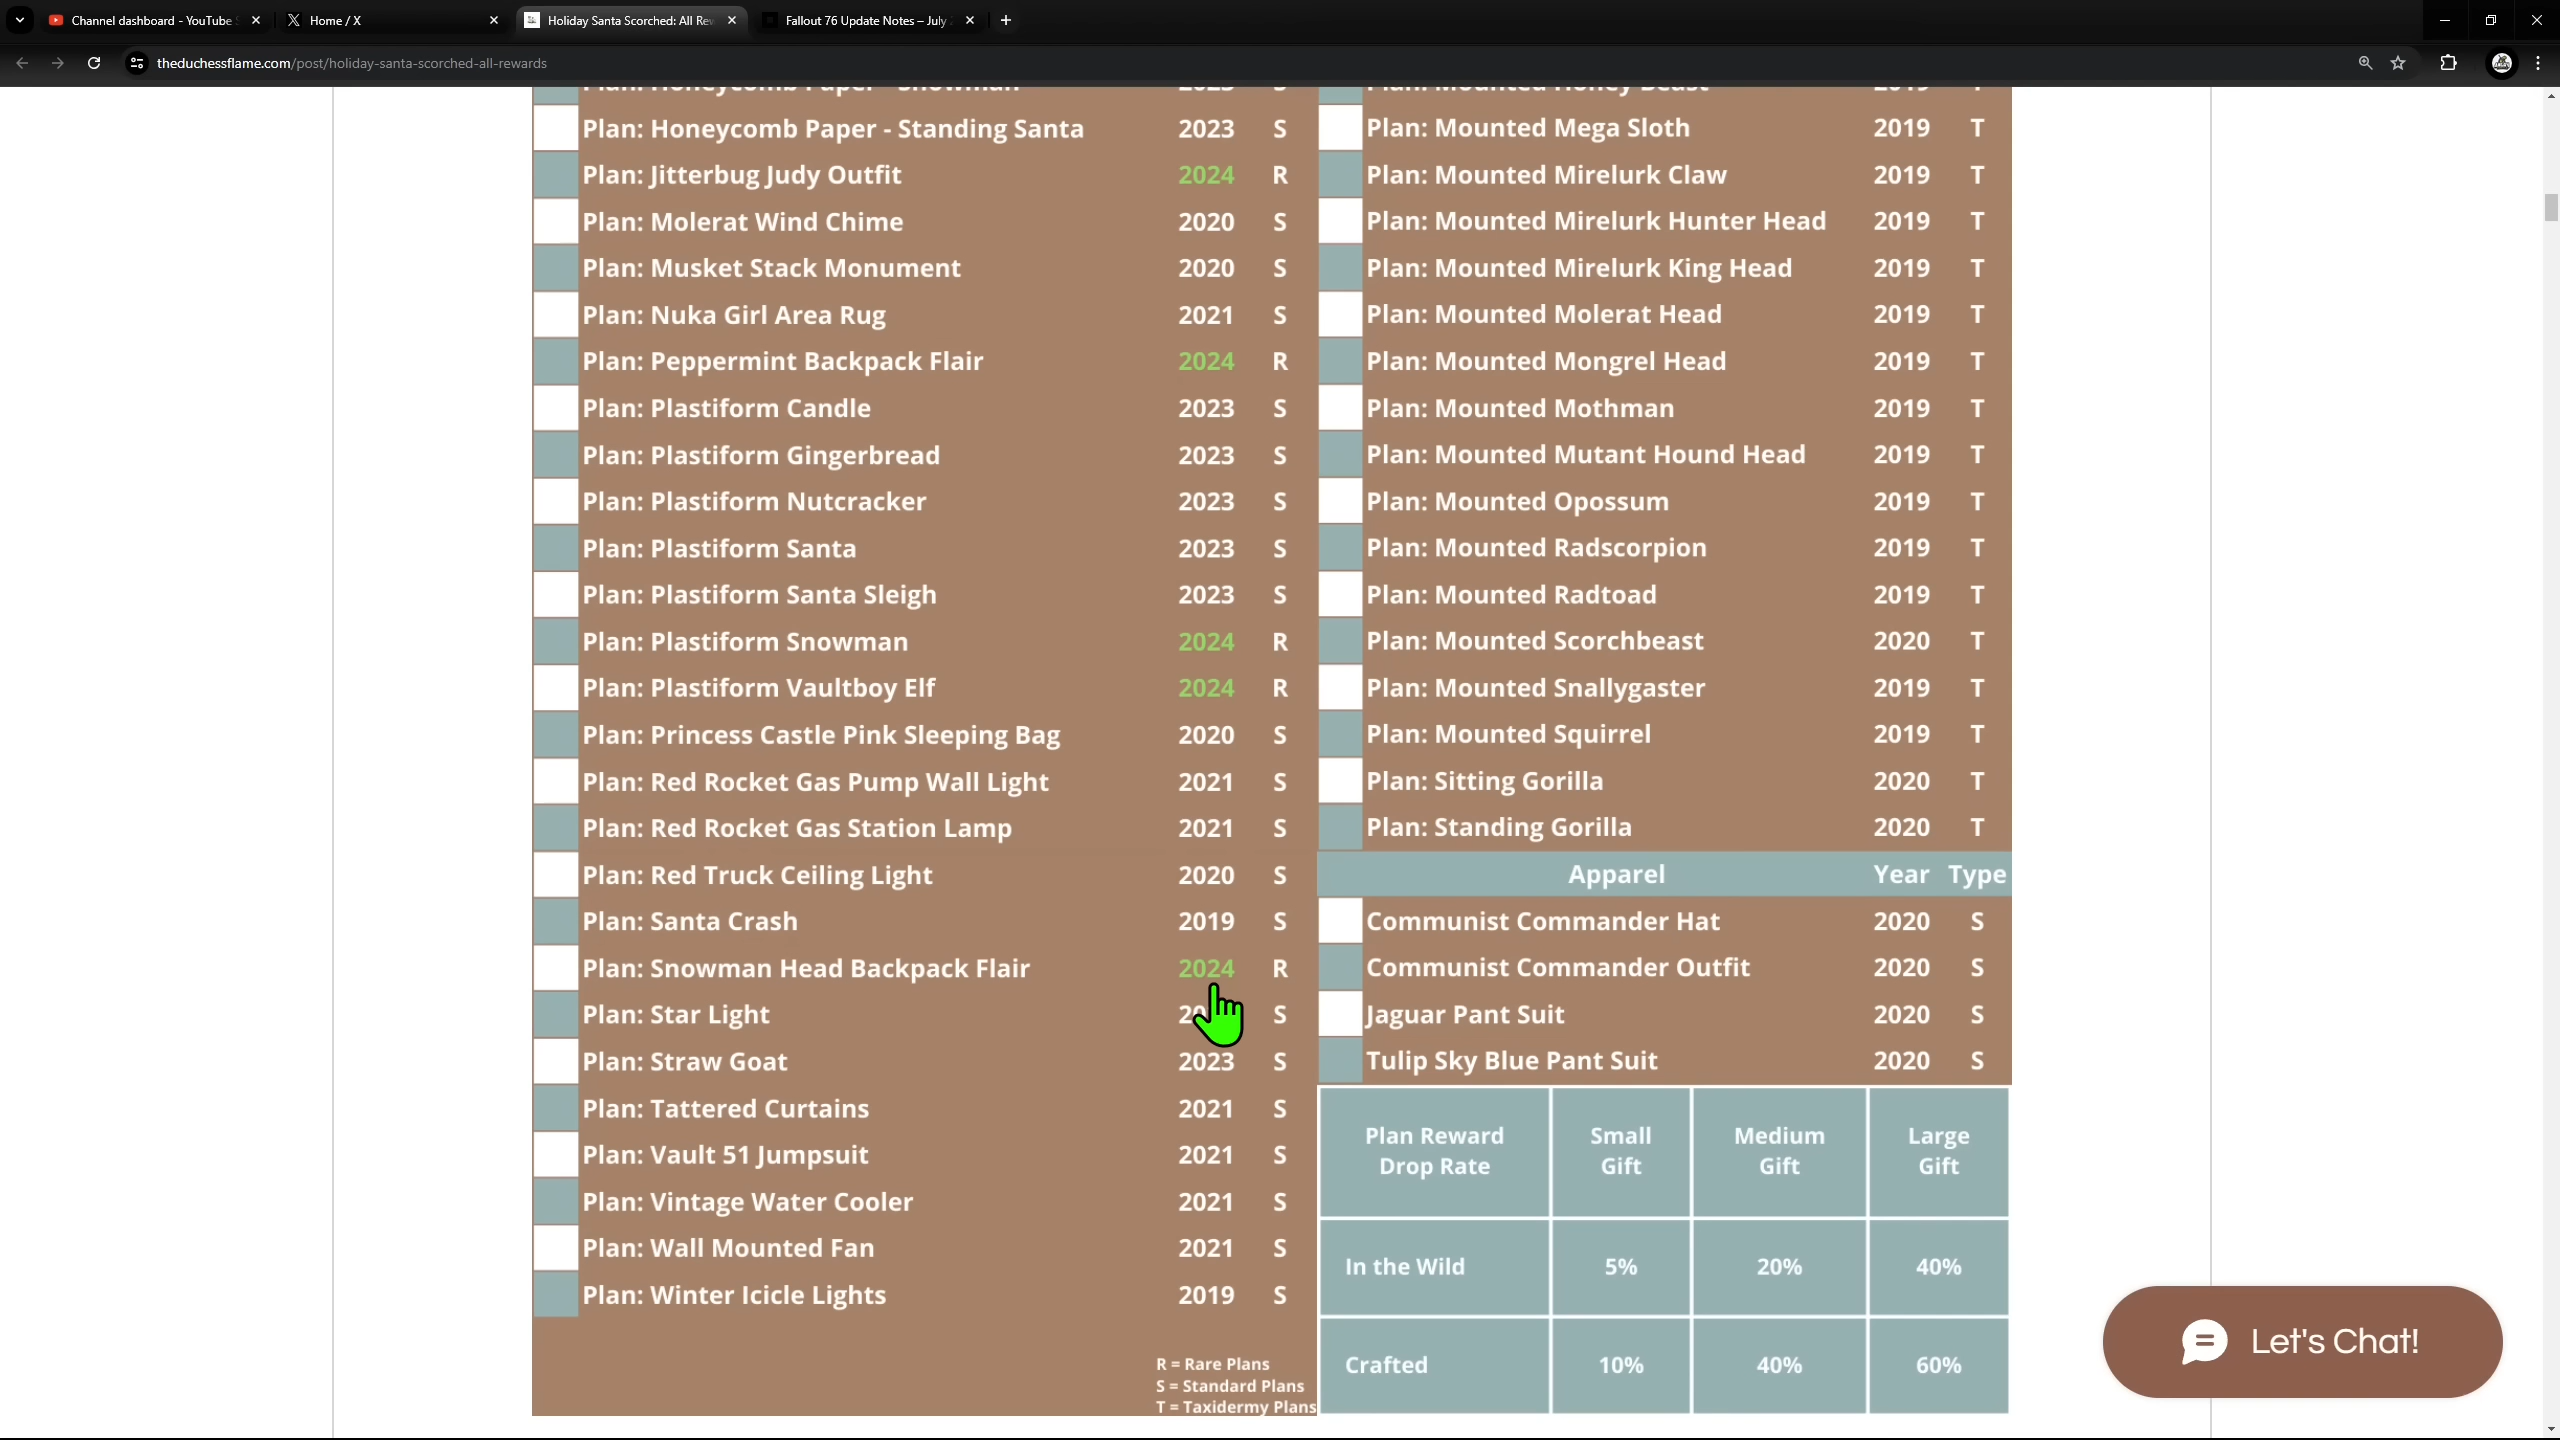 Channel dashboard - YouTube
Home / X
Holiday Santa Scorched: All Re
Fallout 76 Update Notes – July
theduchessflame.com/post/holiday-santa-scorched-all-rewards
Plan: Honeycomb Paper - Snowman 2023 S
Plan: Honeycomb Paper - Standing Santa 2023 S
Plan: Jitterbug Judy Outfit 2024 R
Plan: Molerat Wind Chime 2020 S
Plan: Musket Stack Monument 2020 S
Plan: Nuka Girl Area Rug 2021 S
Plan: Peppermint Backpack Flair 2024 R
Plan: Plastiform Candle 2023 S
Plan: Plastiform Gingerbread 2023 S
Plan: Plastiform Nutcracker 2023 S
Plan: Plastiform Santa 2023 S
Plan: Plastiform Santa Sleigh 2023 S
Plan: Plastiform Snowman 2024 R
Plan: Plastiform Vaultboy Elf 2024 R
Plan: Princess Castle Pink Sleeping Bag 2020 S
Plan: Red Rocket Gas Pump Wall Light 2021 S
Plan: Red Rocket Gas Station Lamp 2021 S
Plan: Red Truck Ceiling Light 2020 S
Plan: Santa Crash 2019 S
Plan: Snowman Head Backpack Flair 2024 R
Plan: Star Light S
Plan: Straw Goat 2023 S
Plan: Tattered Curtains 2021 S
Plan: Vault 51 Jumpsuit 2021 S
Plan: Vintage Water Cooler 2021 S
Plan: Wall Mounted Fan 2021 S
Plan: Winter Icicle Lights 2019 S
R = Rare Plans
S = Standard Plans
T = Taxidermy Plans
Plan: Mounted Honey Beast 2019 T
Plan: Mounted Mega Sloth 2019 T
Plan: Mounted Mirelurk Claw 2019 T
Plan: Mounted Mirelurk Hunter Head 2019 T
Plan: Mounted Mirelurk King Head 2019 T
Plan: Mounted Molerat Head 2019 T
Plan: Mounted Mongrel Head 2019 T
Plan: Mounted Mothman 2019 T
Plan: Mounted Mutant Hound Head 2019 T
Plan: Mounted Opossum 2019 T
Plan: Mounted Radscorpion 2019 T
Plan: Mounted Radtoad 2019 T
Plan: Mounted Scorchbeast 2020 T
Plan: Mounted Snallygaster 2019 T
Plan: Mounted Squirrel 2019 T
Plan: Sitting Gorilla 2020 T
Plan: Standing Gorilla 2020 T
Apparel Year Type
Communist Commander Hat 2020 S
Communist Commander Outfit 2020 S
Jaguar Pant Suit 2020 S
Tulip Sky Blue Pant Suit 2020 S
Plan Reward Small Medium Large
Drop Rate Gift Gift Gift
In the Wild 5% 20% 40%
Crafted 10% 40% 60%
Let's Chat!